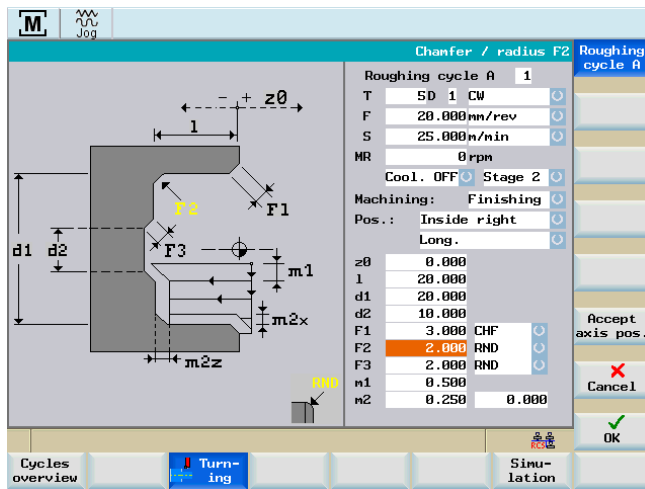 M
Jog
Chamfer / radius F2
Roughing
cycle A
Roughing cycle A 1
T 5 D 1 CW
F 20.000 mm/rev
S 25.000 m/min
MR 0 rpm
Cool. OFF Stage 2
Machining: Finishing
Pos.: Inside right
Long.
z0 0.000
l 20.000
d1 20.000
d2 10.000
F1 3.000 CHF
F2 2.000 RND
F3 2.000 RND
m1 0.500
m2 0.250 0.000
- + z0
l
F2
F1
F3
d1
d2
m1
m2x
m2z
RND
Accept
axis pos.
Cancel
OK
RCS
Cycles
overview
Turn-
ing
Simu-
lation